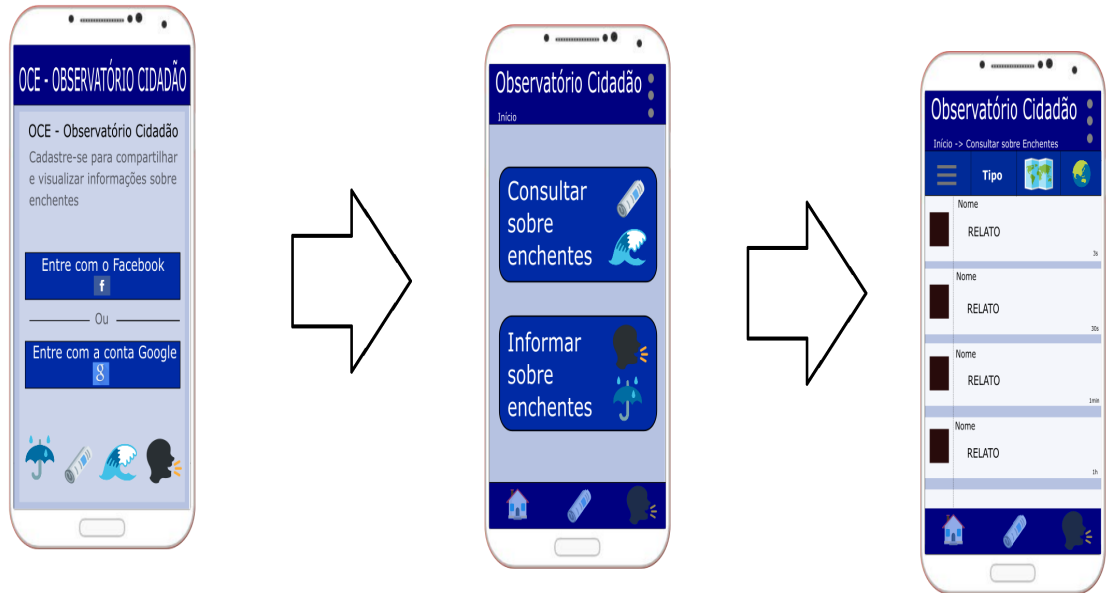 OCE - OBSERVATÓRIO CIDADÃO
OCE - Observatório Cidadão
Cadastre-se para compartilhar
e visualizar informações sobre
enchentes
Entre com o Facebook
f
Ou
Entre com a conta Google
g
Observatório Cidadão
Início
Consultar
sobre
enchentes
Informar
sobre
enchentes
Observatório Cidadão
Início -> Consultar sobre Enchentes
Tipo
Nome
RELATO
3s
Nome
RELATO
30s
Nome
RELATO
1min
Nome
RELATO
1h